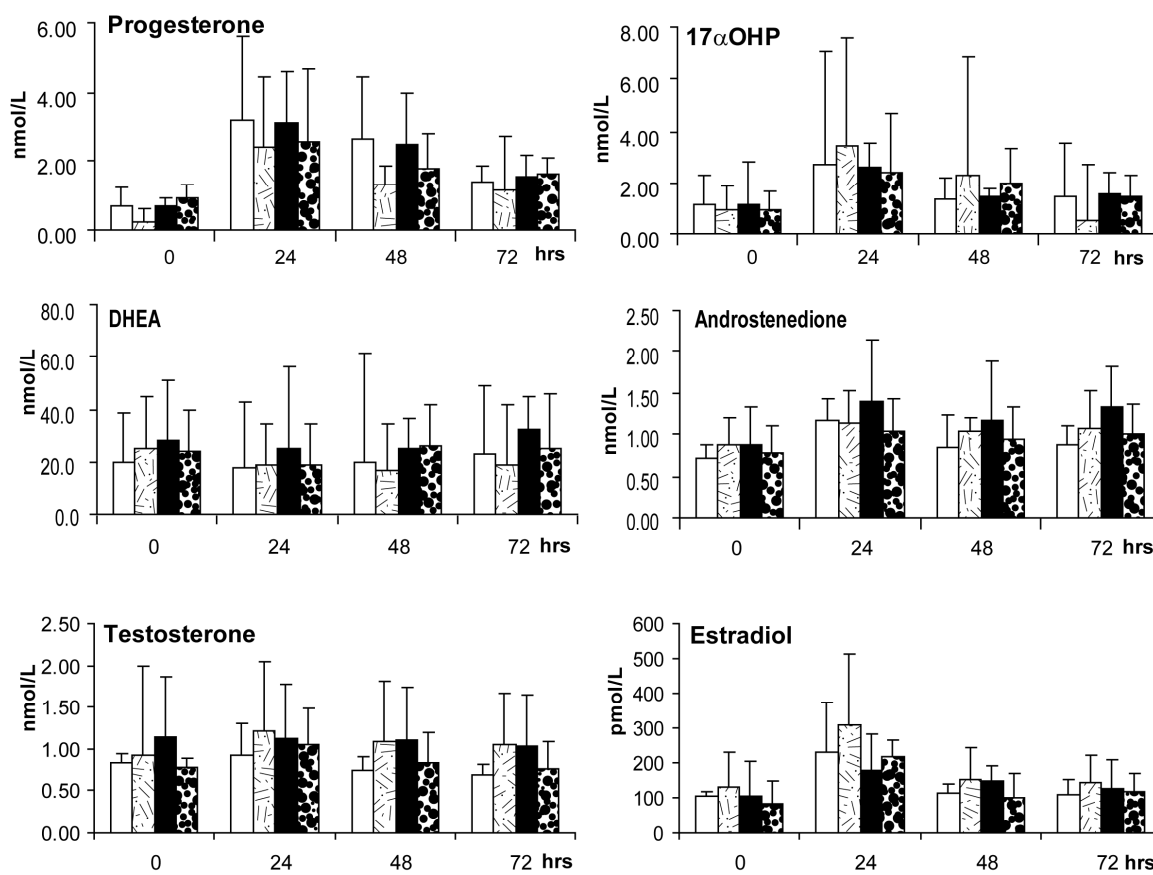 Progesterone
nmol/L
6.00
4.00
2.00
0.00
0 24 48 72 hrs
17αOHP
nmol/L
8.00
6.00
4.00
2.00
0.00
0 24 48 72 hrs
DHEA
nmol/L
80.0
60.0
40.0
20.0
0.0
0 24 48 72 hrs
Androstenedione
nmol/L
2.50
2.00
1.50
1.00
0.50
0.00
0 24 48 72 hrs
Testosterone
nmol/L
2.50
2.00
1.50
1.00
0.50
0.00
0 24 48 72 hrs
Estradiol
pmol/L
600
500
400
300
200
100
0
0 24 48 72 hrs